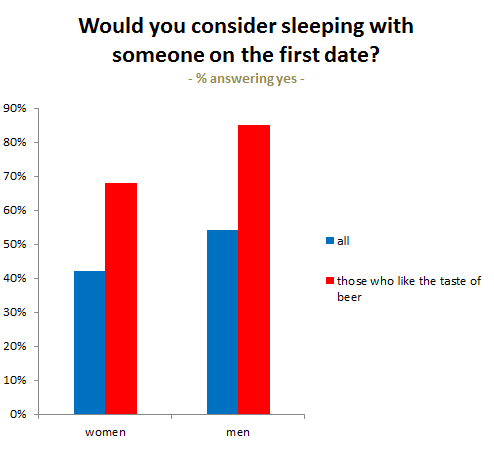 Would you consider sleeping with
someone on the first date?
- % answering yes -
90%
80%
70%
60%
50%
40%
30%
20%
10%
0%
women
men
all
those who like the taste of
beer